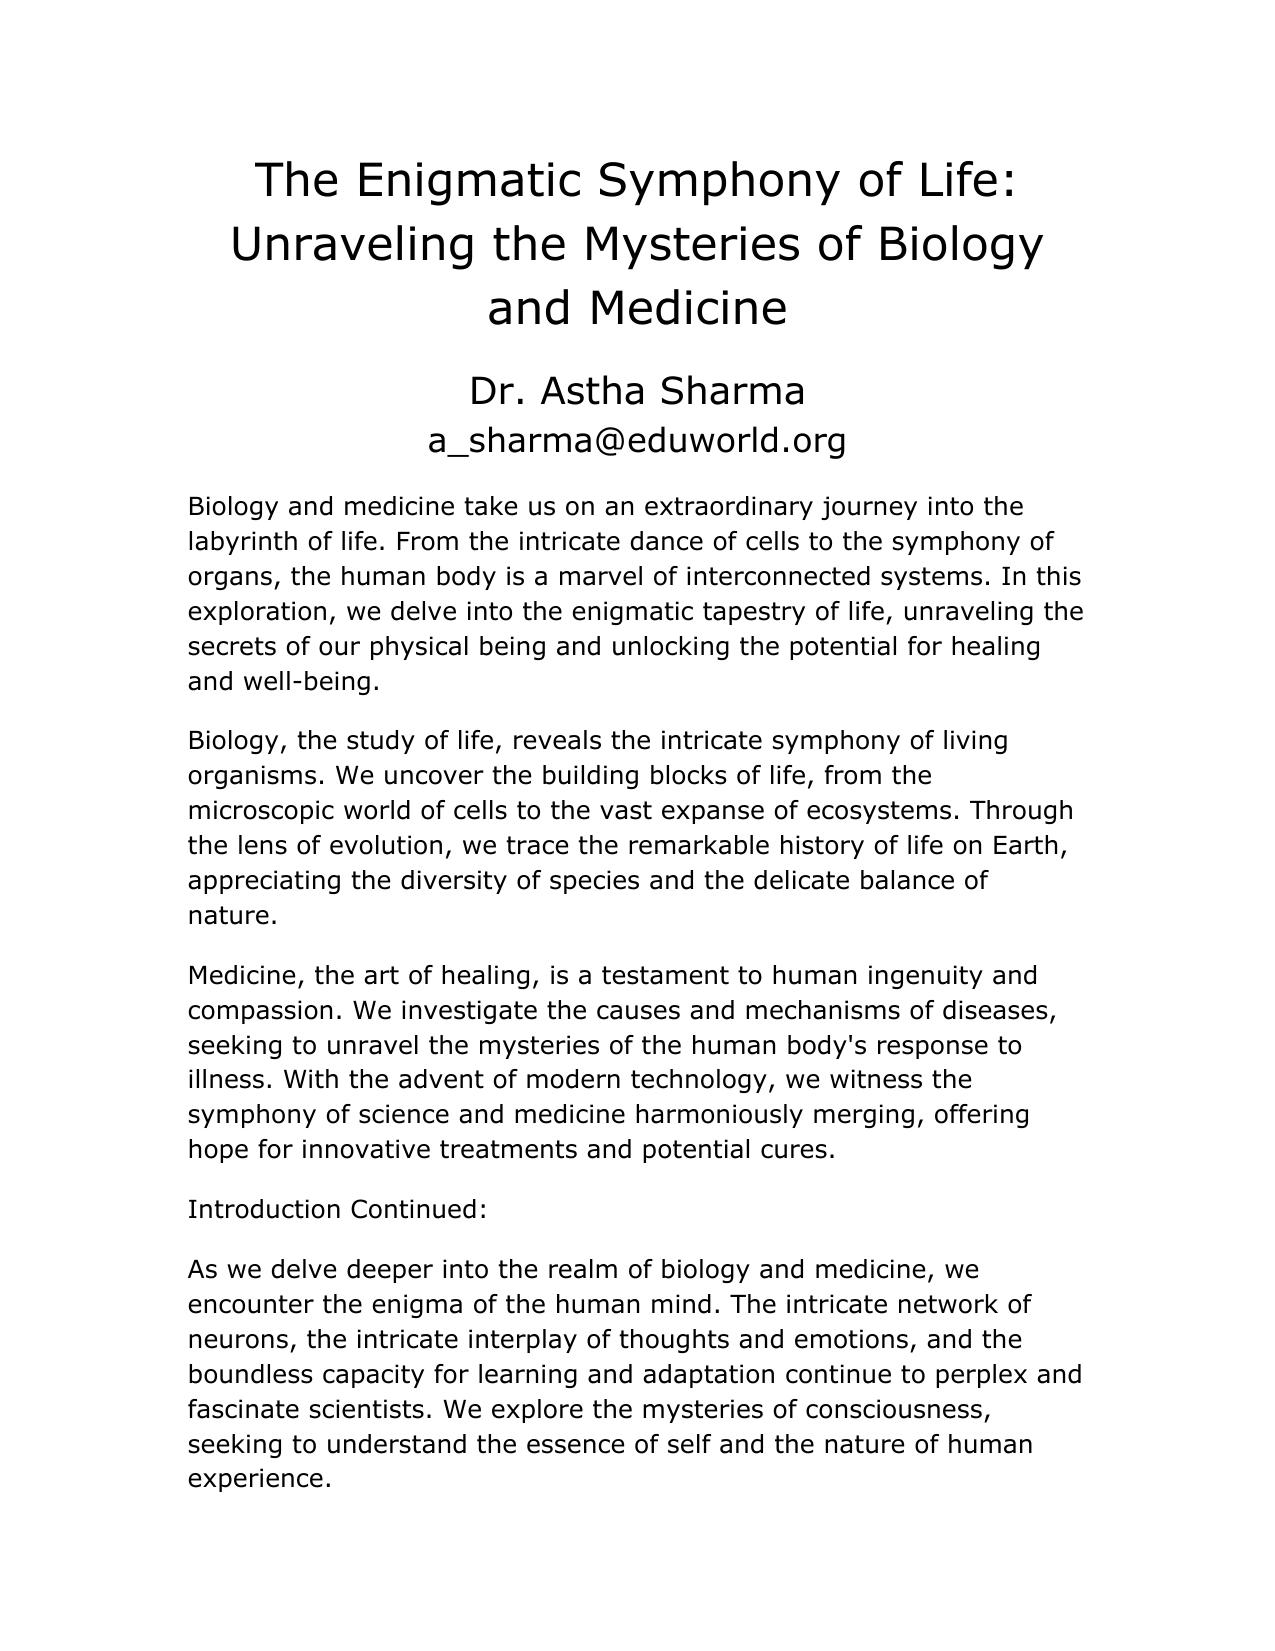 The Enigmatic Symphony of Life:
Unraveling the Mysteries of Biology
and Medicine
Dr. Astha Sharma
a_sharma@eduworld.org
Biology and medicine take us on an extraordinary journey into the
labyrinth of life. From the intricate dance of cells to the symphony of
organs, the human body is a marvel of interconnected systems. In this
exploration, we delve into the enigmatic tapestry of life, unraveling the
secrets of our physical being and unlocking the potential for healing
and well-being.
Biology, the study of life, reveals the intricate symphony of living
organisms. We uncover the building blocks of life, from the
microscopic world of cells to the vast expanse of ecosystems. Through
the lens of evolution, we trace the remarkable history of life on Earth,
appreciating the diversity of species and the delicate balance of
nature.
Medicine, the art of healing, is a testament to human ingenuity and
compassion. We investigate the causes and mechanisms of diseases,
seeking to unravel the mysteries of the human body's response to
illness. With the advent of modern technology, we witness the
symphony of science and medicine harmoniously merging, offering
hope for innovative treatments and potential cures.
Introduction Continued:
As we delve deeper into the realm of biology and medicine, we
encounter the enigma of the human mind. The intricate network of
neurons, the intricate interplay of thoughts and emotions, and the
boundless capacity for learning and adaptation continue to perplex and
fascinate scientists. We explore the mysteries of consciousness,
seeking to understand the essence of self and the nature of human
experience.